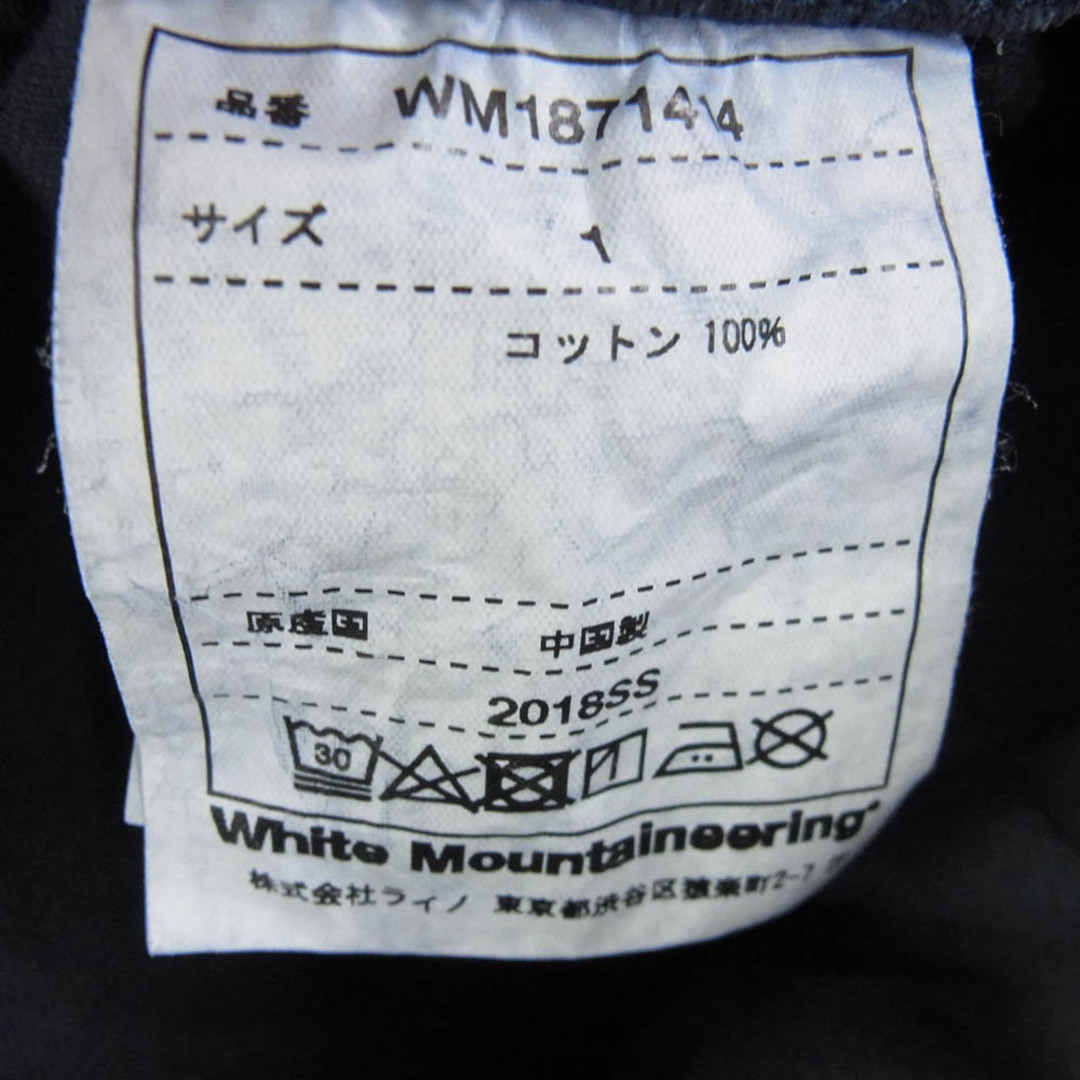 品番 WM1871414
サイズ 1
コットン 100%
原産国 中国製
2018SS
30
White Mountaineering
株式会社ライノ 東京都渋谷区猿楽町2-7